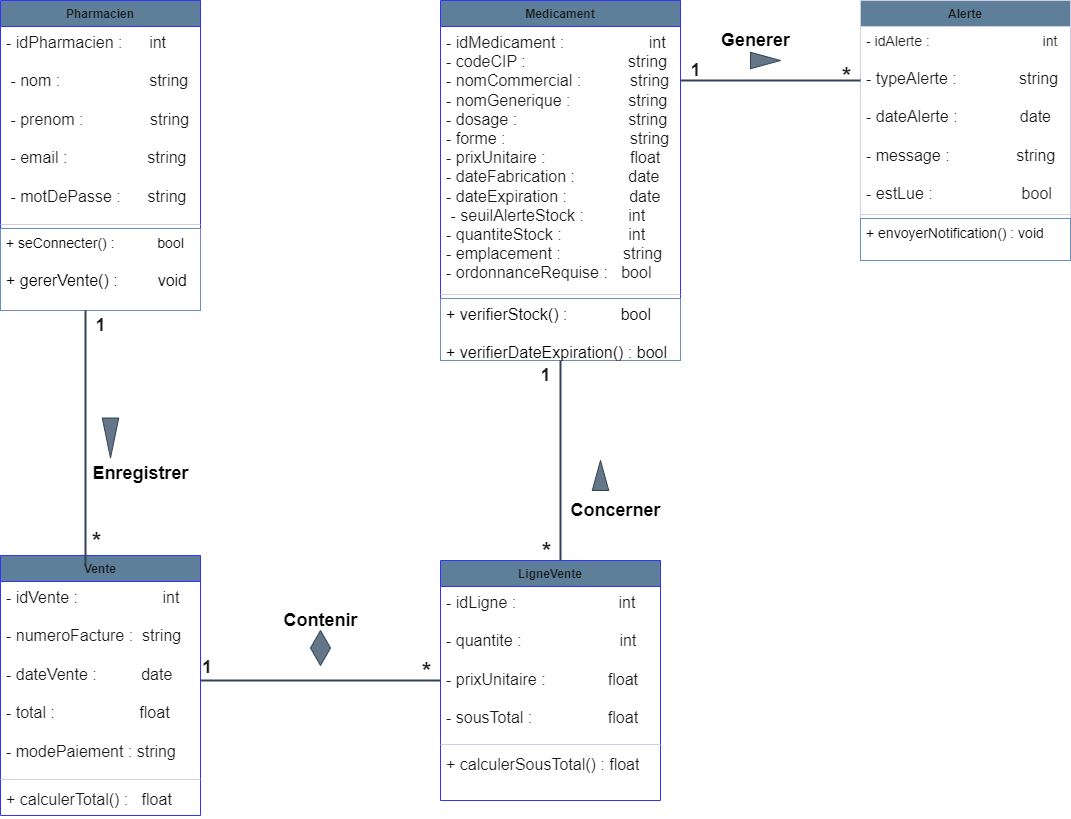 Pharmacien
- idPharmacien : int
- nom : string
- prenom : string
- email : string
- motDePasse : string
+ seConnecter() : bool
+ gererVente() : void
Medicament
- idMedicament : int
- codeCIP : string
- nomCommercial : string
- nomGenerique : string
- dosage : string
- forme : string
- prixUnitaire : float
- dateFabrication : date
- dateExpiration : date
- seuilAlerteStock : int
- quantiteStock : int
- emplacement : string
- ordonnanceRequise : bool
+ verifierStock() : bool
+ verifierDateExpiration() : bool
Generer
1
*
Alerte
- idAlerte : int
- typeAlerte : string
- dateAlerte : date
- message : string
- estLue : bool
+ envoyerNotification() : void
1
Enregistrer
*
1
Concerner
*
Vente
- idVente : int
- numeroFacture : string
- dateVente : date
- total : float
- modePaiement : string
+ calculerTotal() : float
Contenir
1
*
LigneVente
- idLigne : int
- quantite : int
- prixUnitaire : float
- sousTotal : float
+ calculerSousTotal() : float